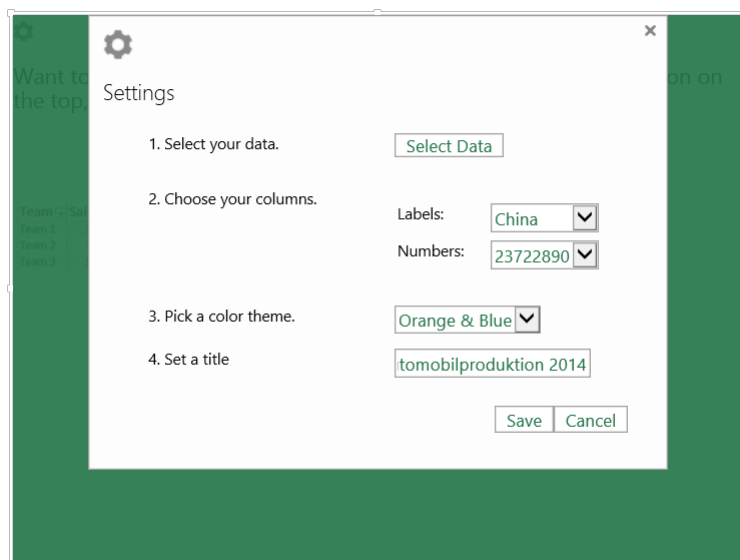 Want to
on on
the top,
Settings
1. Select your data.
Select Data
2. Choose your columns.
Labels:
China
Numbers:
23722890
3. Pick a color theme.
Orange & Blue
4. Set a title
tomobilproduktion 2014
Save
Cancel
Team
Sal
Team 1
Team 2
Team 3